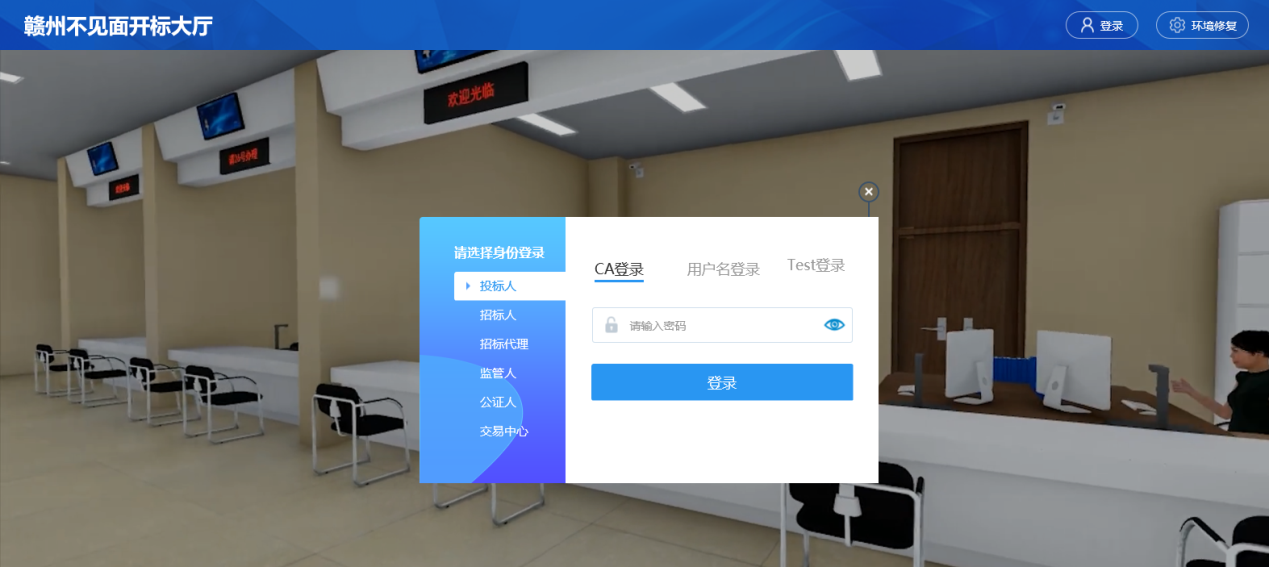 赣州不见面开标大厅
登录
环境修复
欢迎光临
请选择身份登录
投标人
招标人
招标代理
监管人
公证人
交易中心
CA登录
用户名登录
Test登录
请输入密码
登录